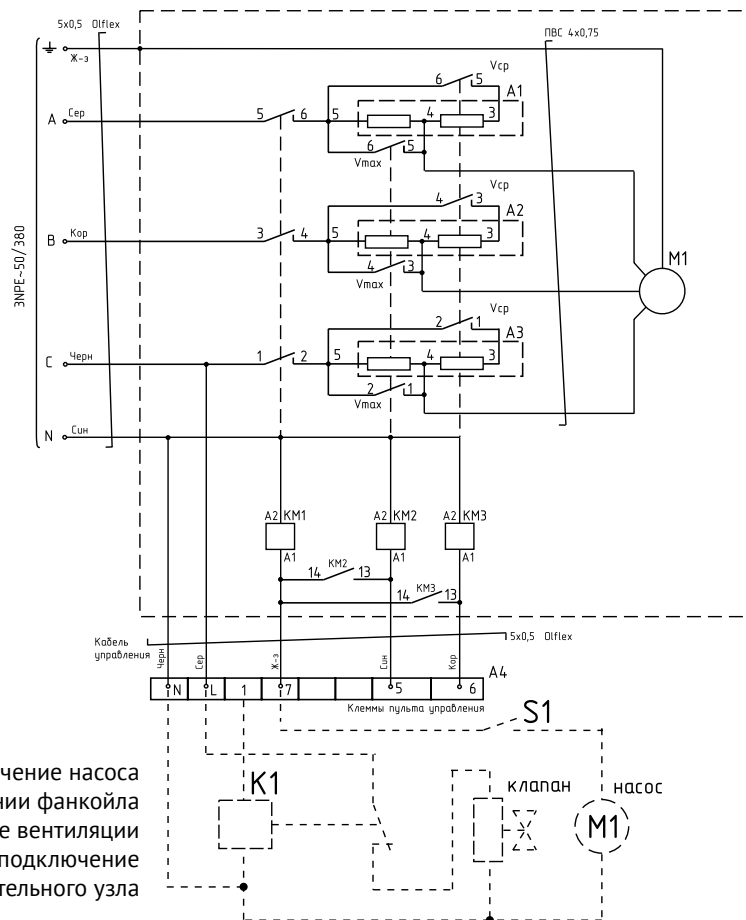 5x0,5 Olflex
ПВС 4x0,75
Ж-з
Vср
6 5
A1
A Сер
5 6 5 4 3
6 5
Vmax
Vср
4 3
A2
B Кор
3 4 5 4 3
4 3
Vmax
M1
3NPE~50/380
Vср
2 1
A3
C Черн
1 2 5 4 3
2 1
Vmax
N Син
A2 KM1 A2 KM2 A2 KM3
A1 A1 A1
14 KM2 13
14 KM3 13
Кабель
управления
5x0,5 Olflex
Черн Сер Ж-з Син Кор
A4
N L 1 7 5 6
Клеммы пульта управления
S1
K1
клапан
насос
M1
чение насоса
нии фанкойла
е вентиляции
подключение
тельного узла